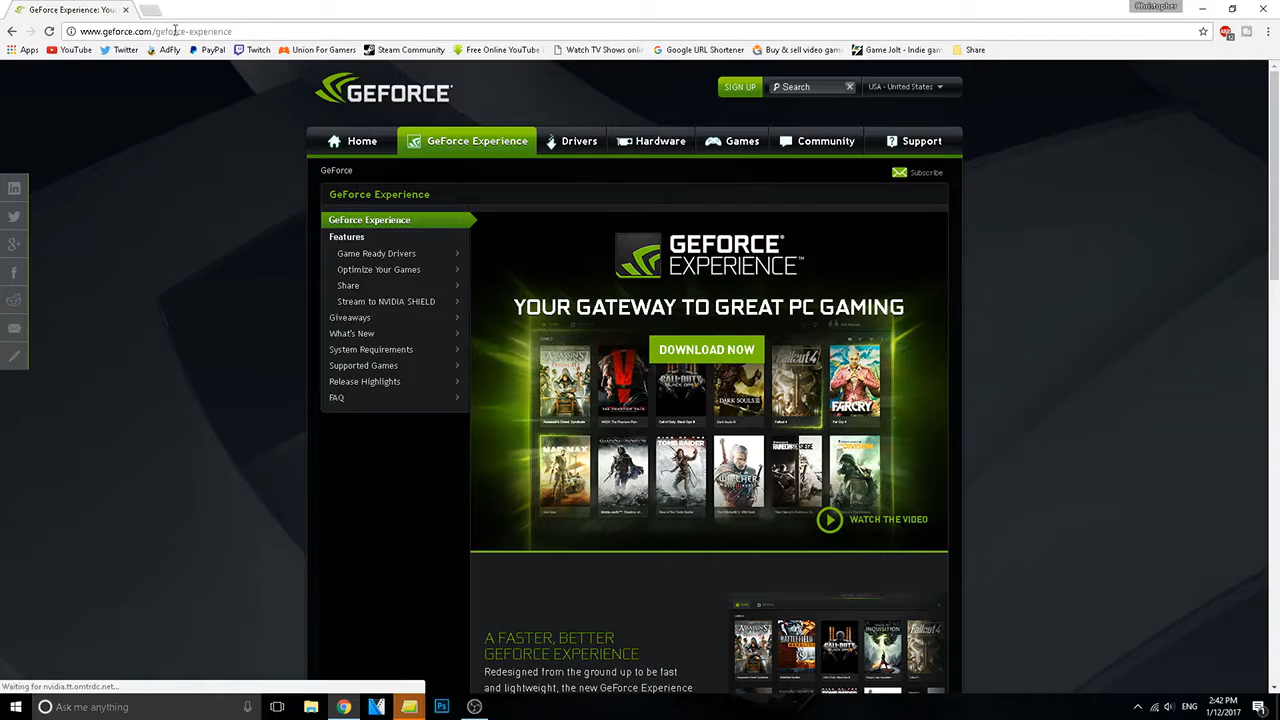 GeForce Experience: You
Christopher
www.geforce.com/geforce-experience
Apps YouTube Twitter AdFly PayPal Twitch Union For Gamers Steam Community Free Online YouTube Watch TV Shows onli Google URL Shortener Buy & sell video gam Game Jolt - Indie gam Share
GEFORCE
SIGN UP Search USA - United States
Home GeForce Experience Drivers Hardware Games Community Support
GeForce
Subscribe
GeForce Experience
GeForce Experience
Features
Game Ready Drivers
Optimize Your Games
Share
Stream to NVIDIA SHIELD
Giveaways
What's New
System Requirements
Supported Games
Release Highlights
FAQ
GEFORCE®
EXPERIENCE™
YOUR GATEWAY TO GREAT PC GAMING
DOWNLOAD NOW
WATCH THE VIDEO
A FASTER, BETTER
GEFORCE EXPERIENCE
Redesigned from the ground up to be fast
and lightweight, the new GeForce Experience
Waiting for nvidia.tt.omtrdc.net...
Ask me anything
ENG
2:42 PM
1/12/2017